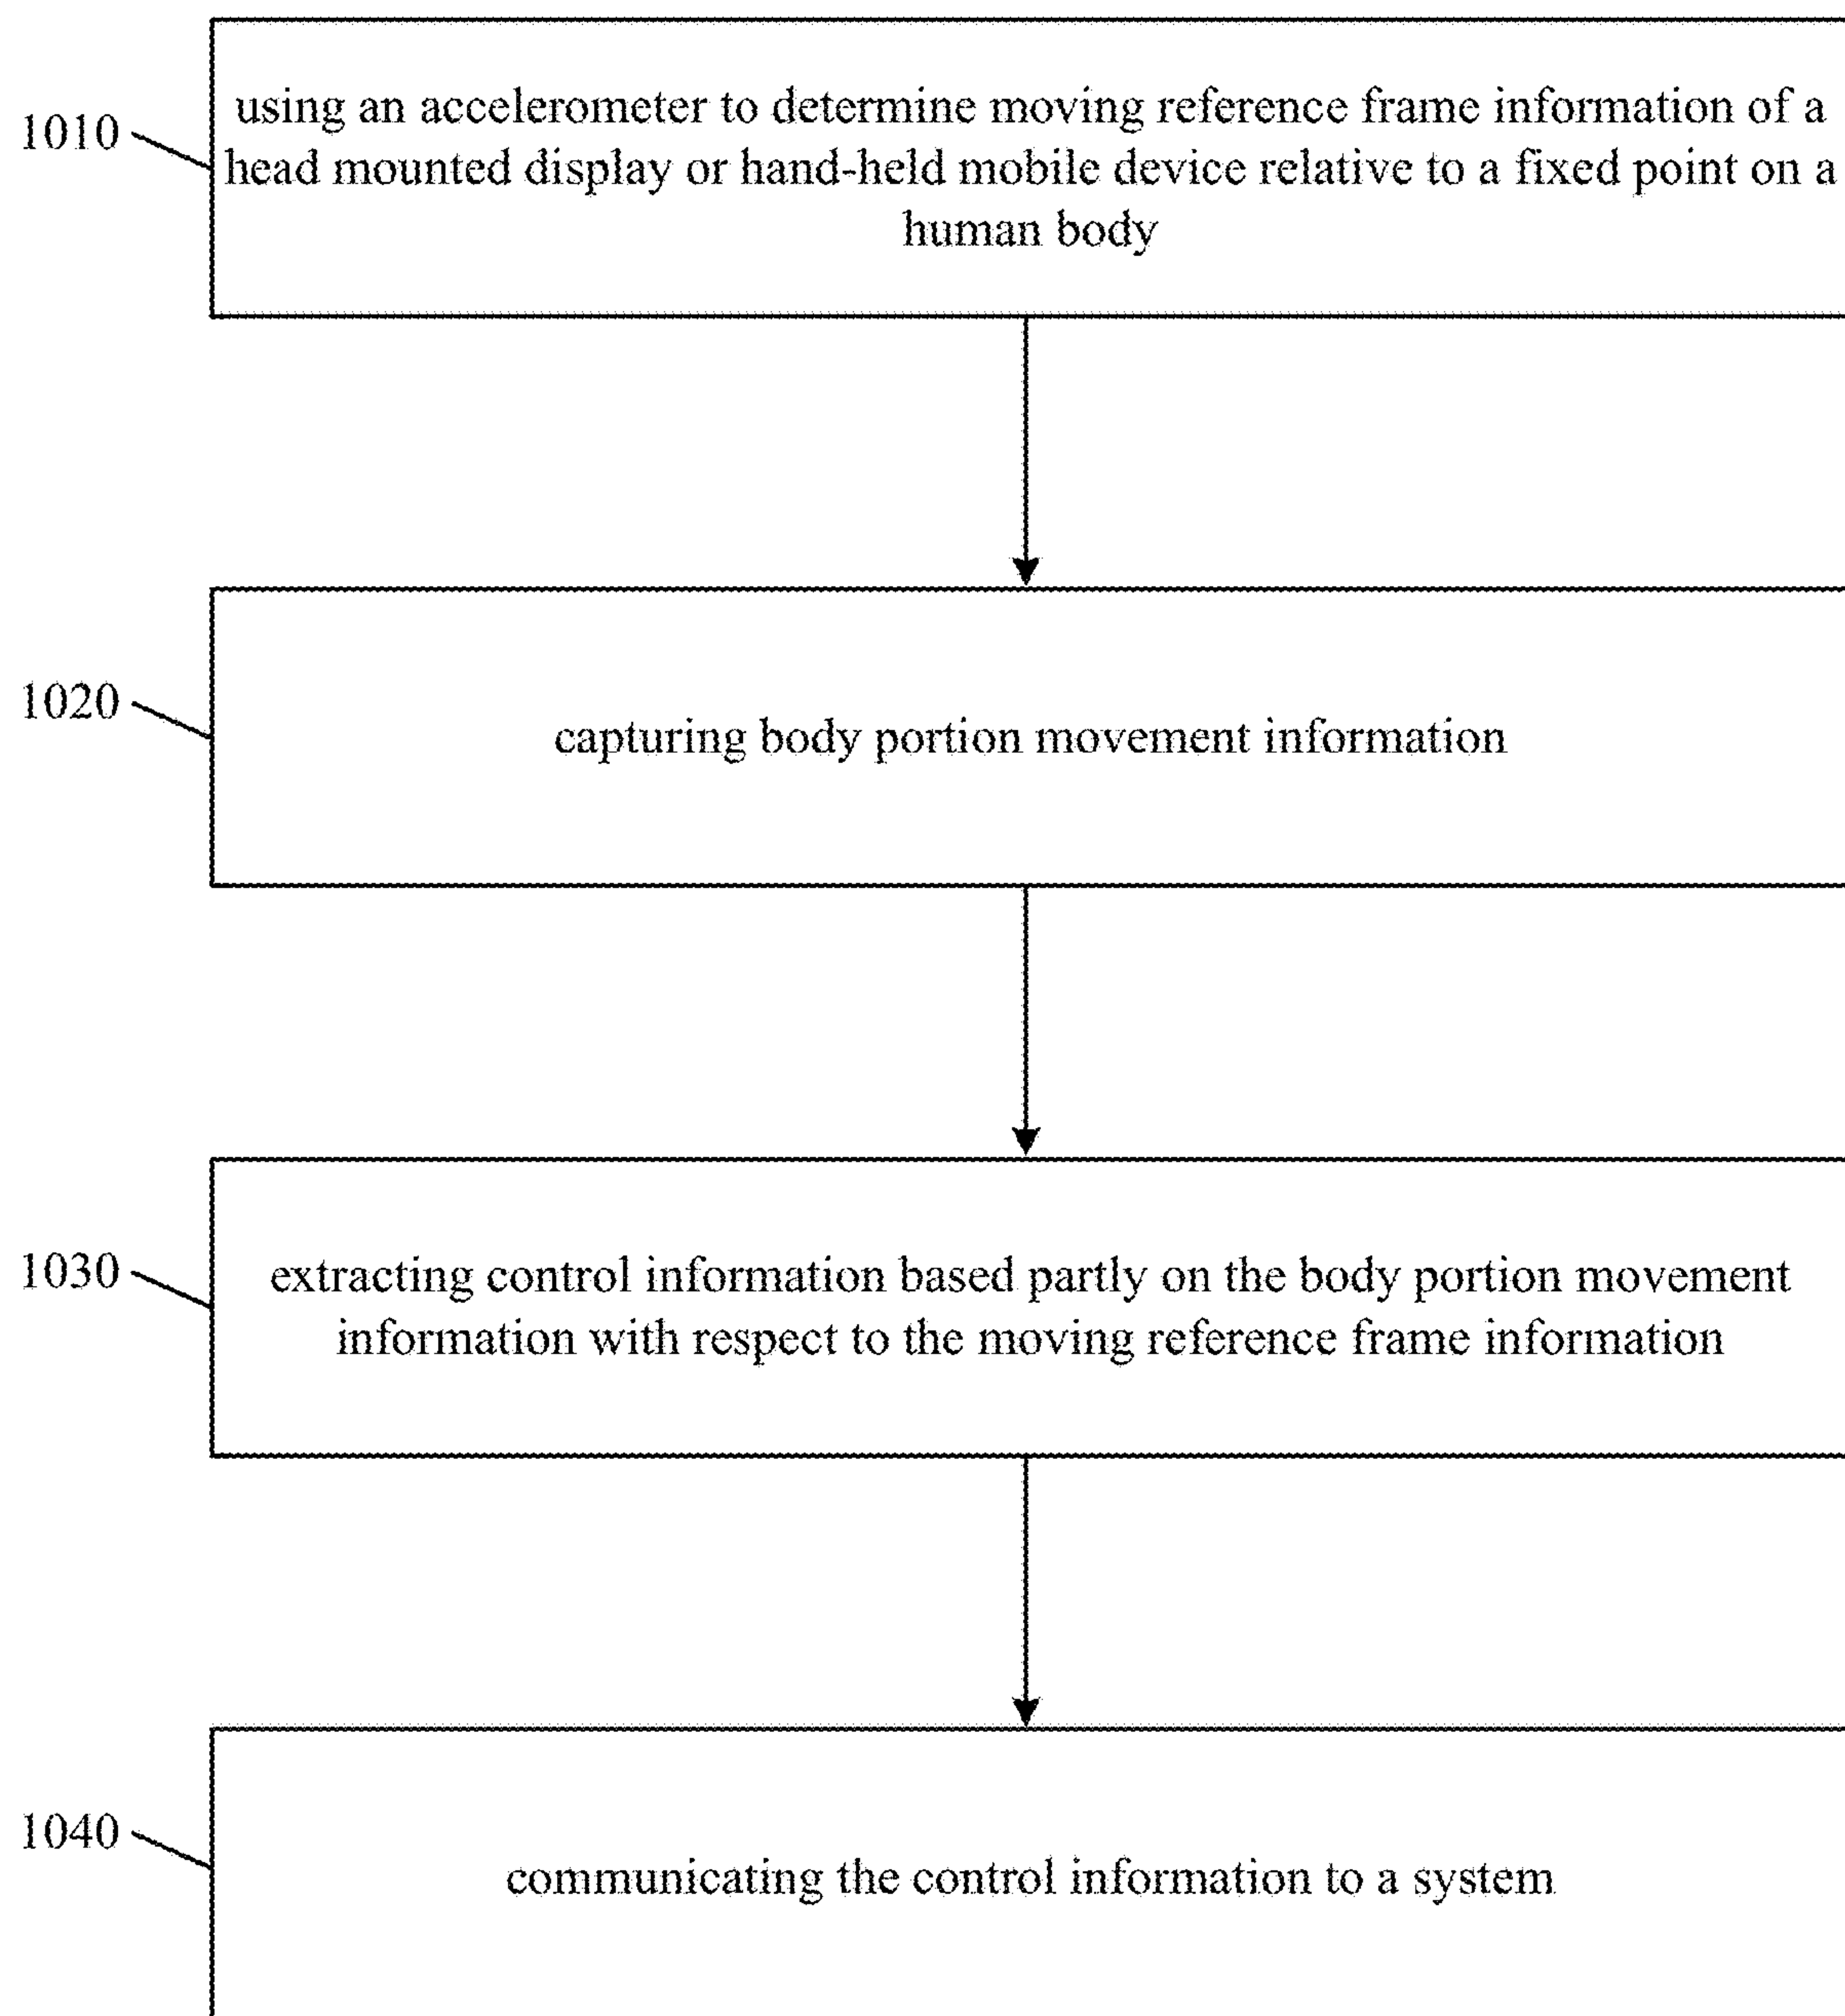 1010
using an accelerometer to determine moving reference frame information of a
head mounted display or hand-held mobile device relative to a fixed point on a
human body
1020
capturing body portion movement information
1030
extracting control information based partly on the body portion movement
information with respect to the moving reference frame information
1040
communicating the control information to a system